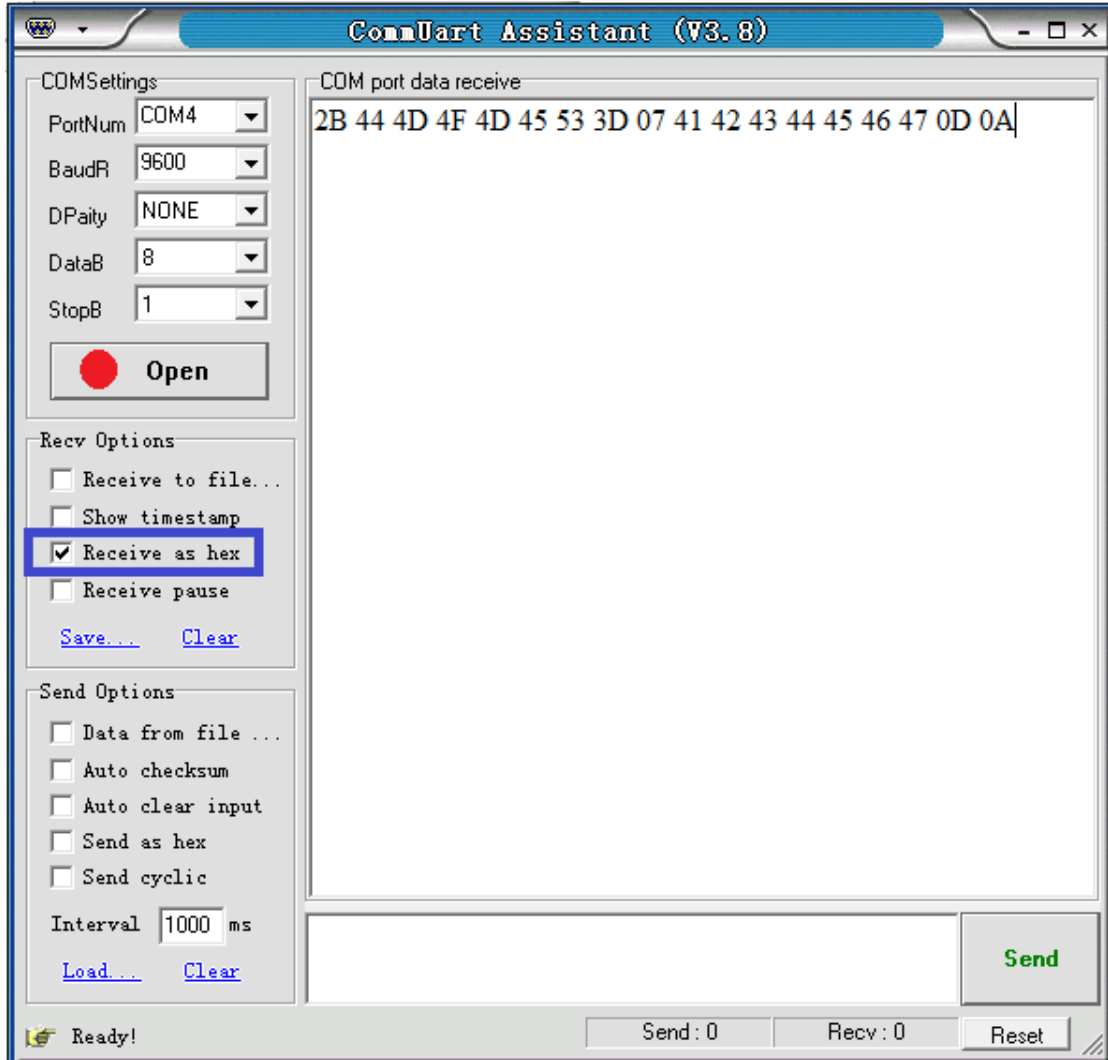 CommUart Assistant (V3.8)
COMSettings
PortNum COM4
BaudR 9600
DPaity NONE
DataB 8
StopB 1
Open
Recv Options
Receive to file...
Show timestamp
Receive as hex
Receive pause
Save... Clear
Send Options
Data from file ...
Auto checksum
Auto clear input
Send as hex
Send cyclic
Interval 1000 ms
Load... Clear
COM port data receive
2B 44 4D 4F 4D 45 53 3D 07 41 42 43 44 45 46 47 0D 0A
Send
Ready!
Send : 0
Recv : 0
Reset